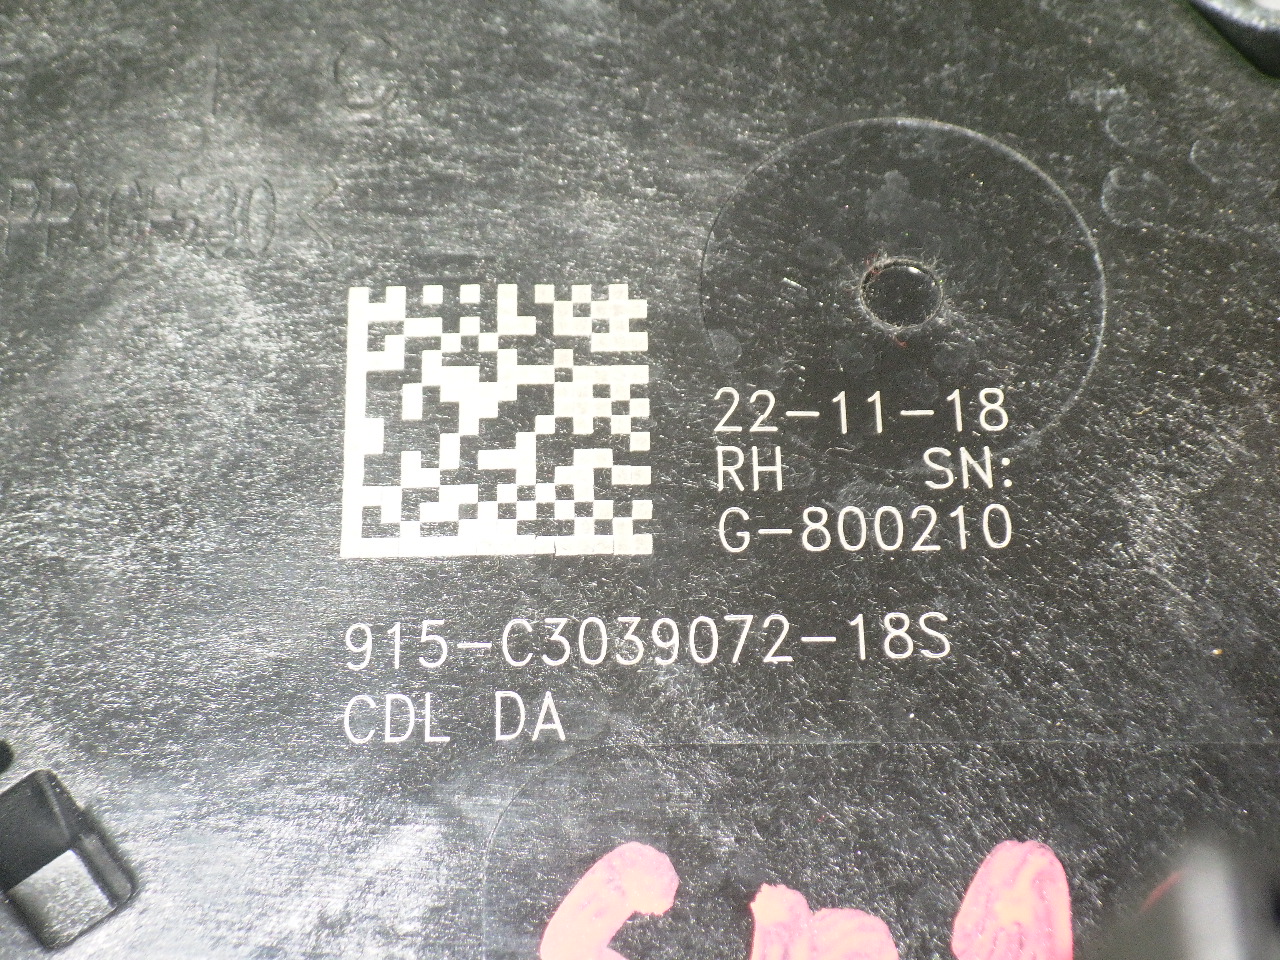 22-11-18
RH SN:
G-800210
915-C3039072-18S
CDL DA